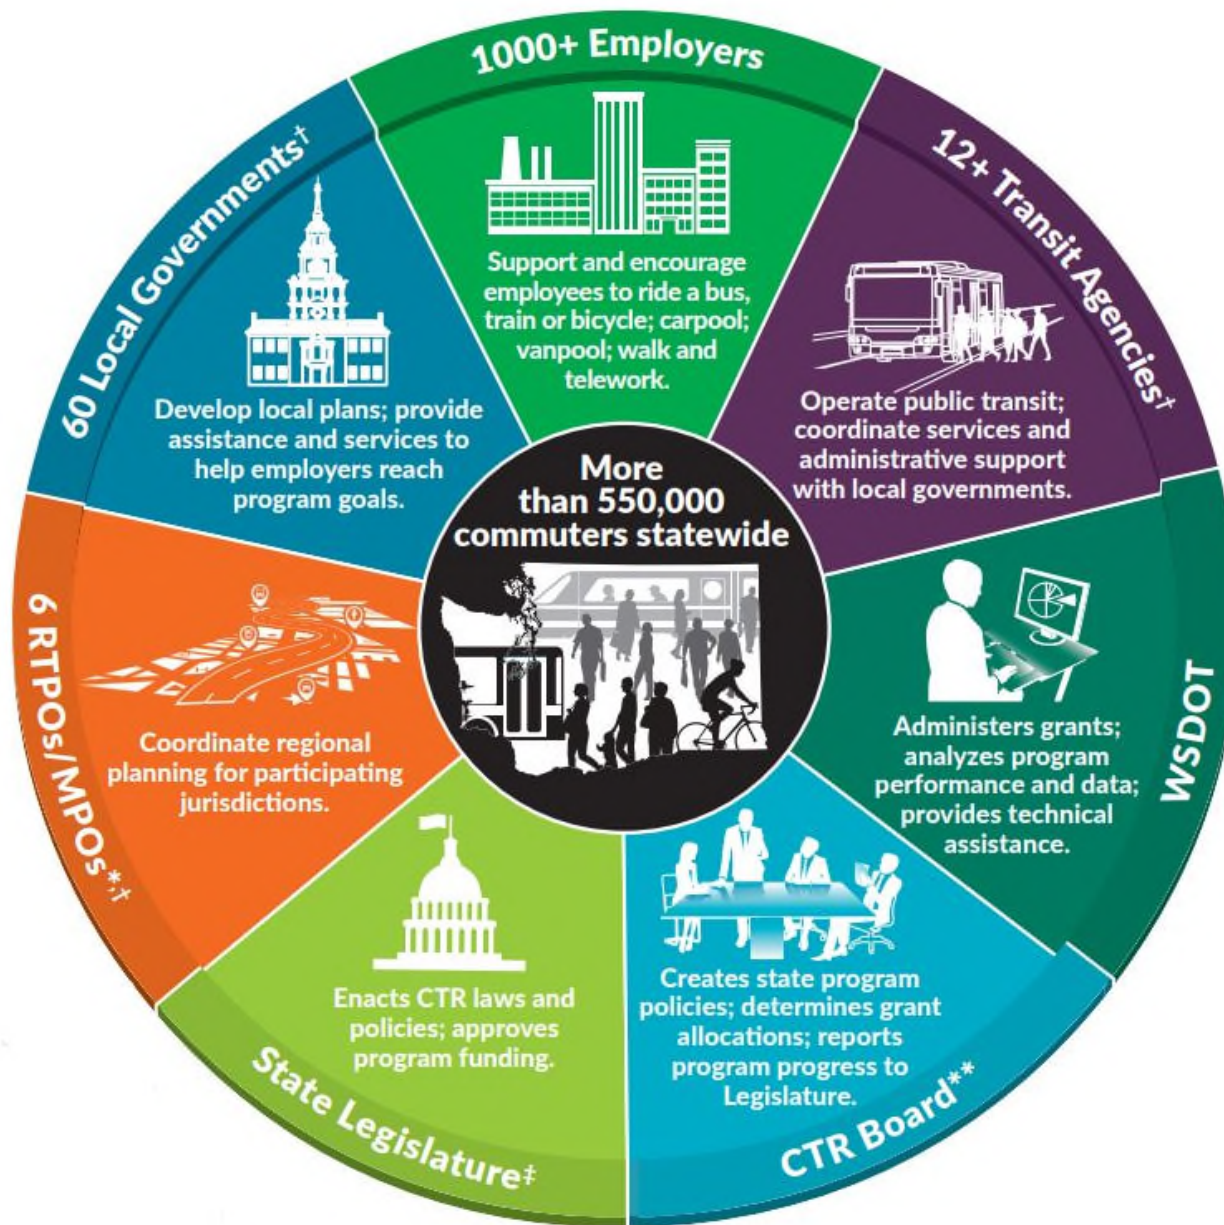 1000+ Employers
Support and encourage
employees to ride a bus,
train or bicycle; carpool;
vanpool; walk and
telework.
12+ Transit Agencies†
Operate public transit;
coordinate services and
administrative support
with local governments.
WSDOT
Administers grants;
analyzes program
performance and data;
provides technical
assistance.
CTR Board**
Creates state program
policies; determines grant
allocations; reports
program progress to
Legislature.
State Legislature‡
Enacts CTR laws and
policies; approves
program funding.
6 RTPOs/MPOs*,†
Coordinate regional
planning for participating
jurisdictions.
60 Local Governments†
Develop local plans; provide
assistance and services to
help employers reach
program goals.
More
than 550,000
commuters statewide